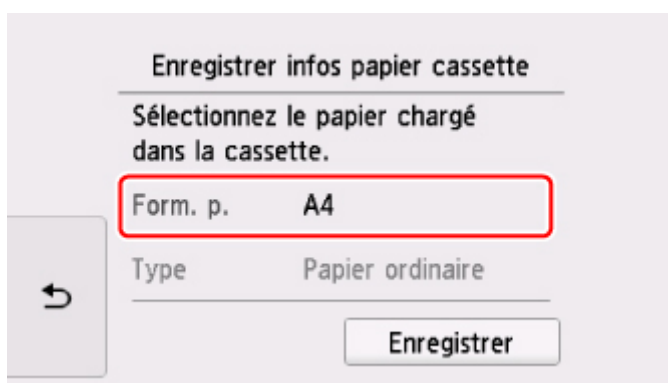 Enregistrer infos papier cassette
Sélectionnez le papier chargé
dans la cassette.
Form. p. A4
Type Papier ordinaire
Enregistrer